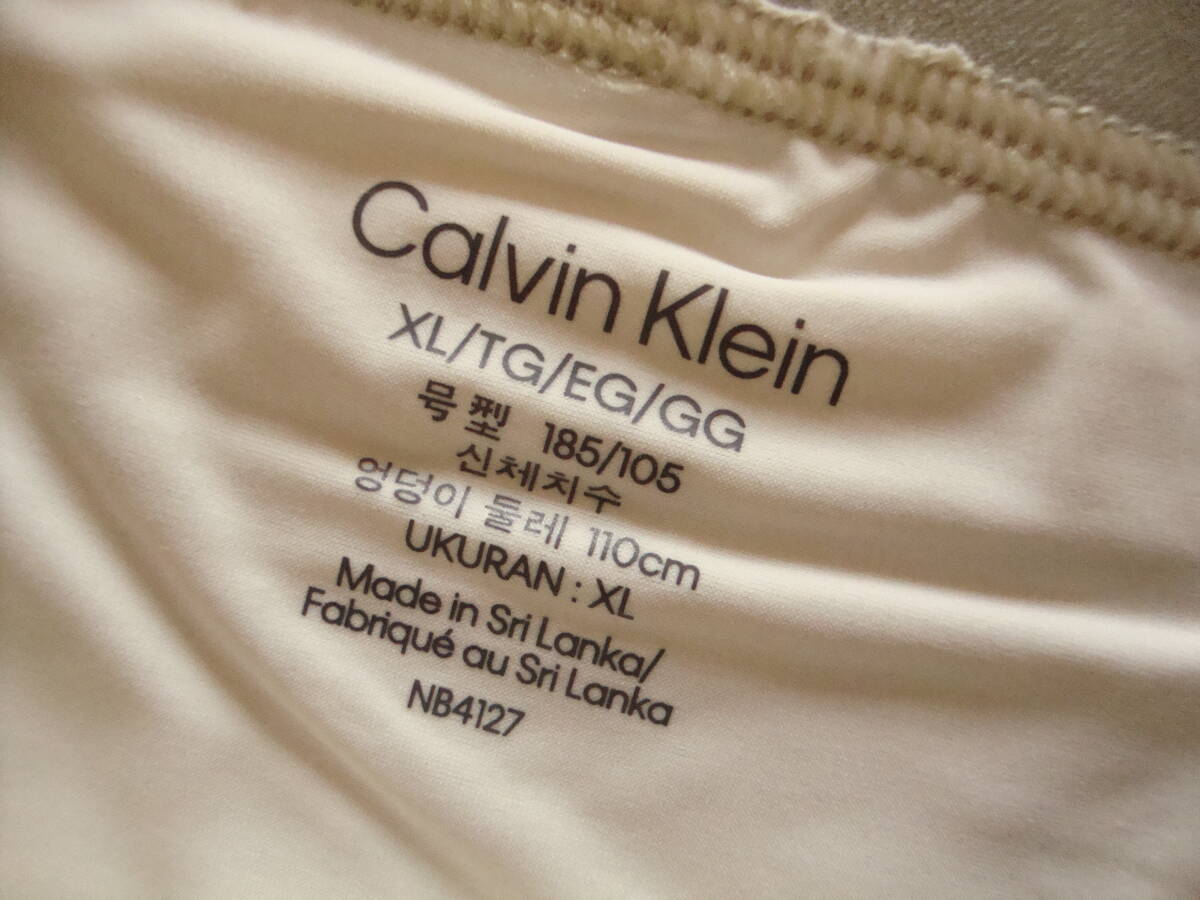 Calvin Klein
XL/TG/EG/GG
号型 185/105
신체치수
엉덩이 둘레 110cm
UKURAN : XL
Made in Sri Lanka/
Fabriqué au Sri Lanka
NB4127